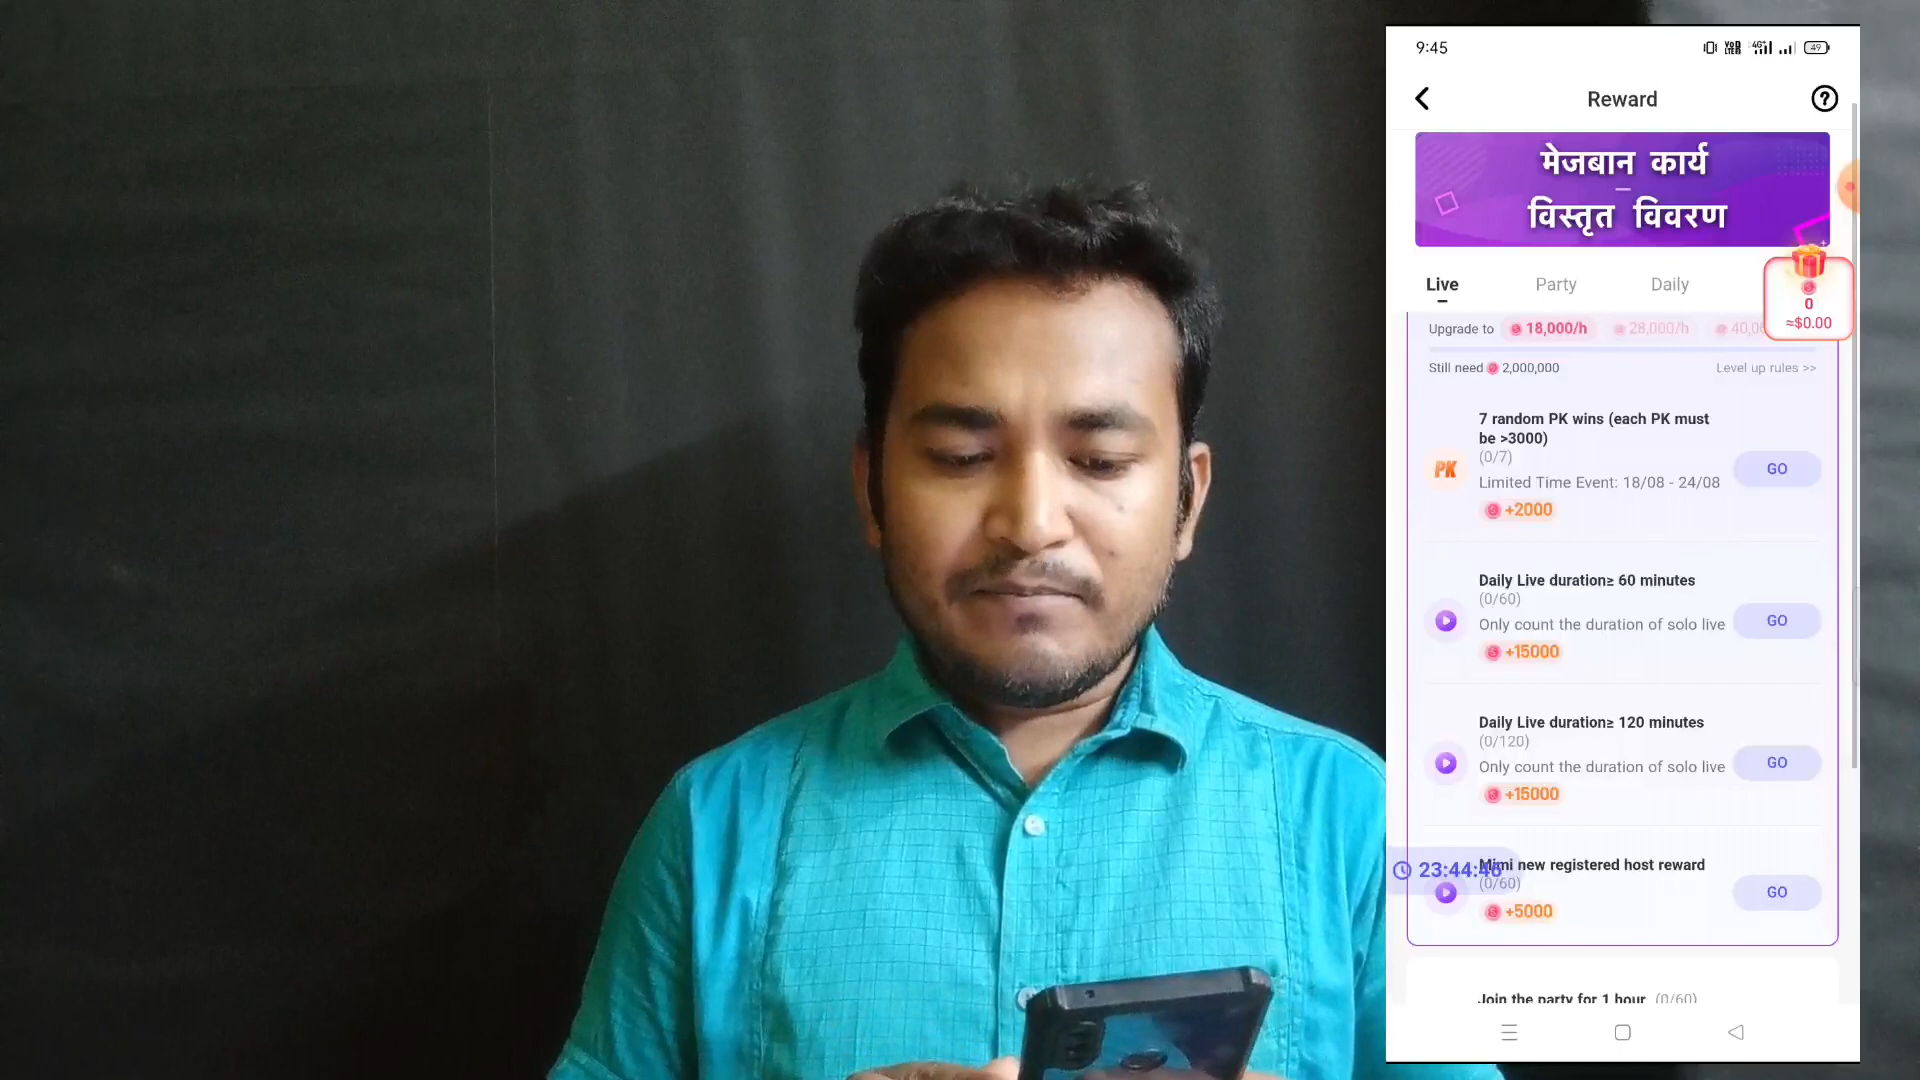 9:45
49
Reward
मेजबान कार्य
विस्तृत विवरण
Live
Party
Daily
0
≈$0.00
Upgrade to
18,000/h
28,000/h
Still need
2,000,000
Level up rules >>
7 random PK wins (each PK must
be >3000)
(0/7)
PK
GO
Limited Time Event: 18/08 - 24/08
+2000
Daily Live duration≥ 60 minutes
(0/60)
Only count the duration of solo live
GO
+15000
Daily Live duration≥ 120 minutes
(0/120)
Only count the duration of solo live
GO
+15000
Mimi new registered host reward
23:44:46
(0/60)
GO
+5000
Join the party for 1 hour (0/60)